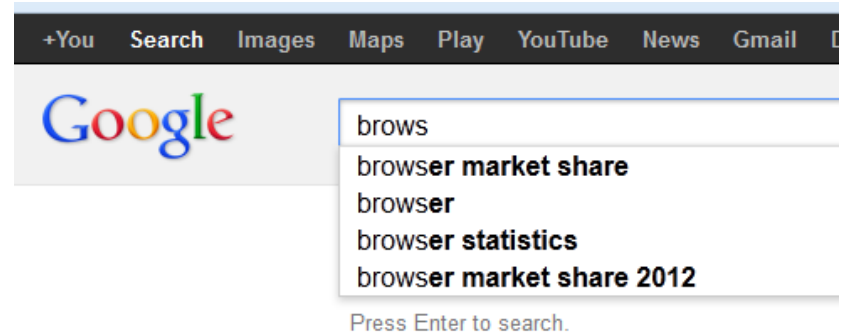 +You Search Images Maps Play YouTube News Gmail
Google
brows
browser market share
browser
browser statistics
browser market share 2012
Press Enter to search.